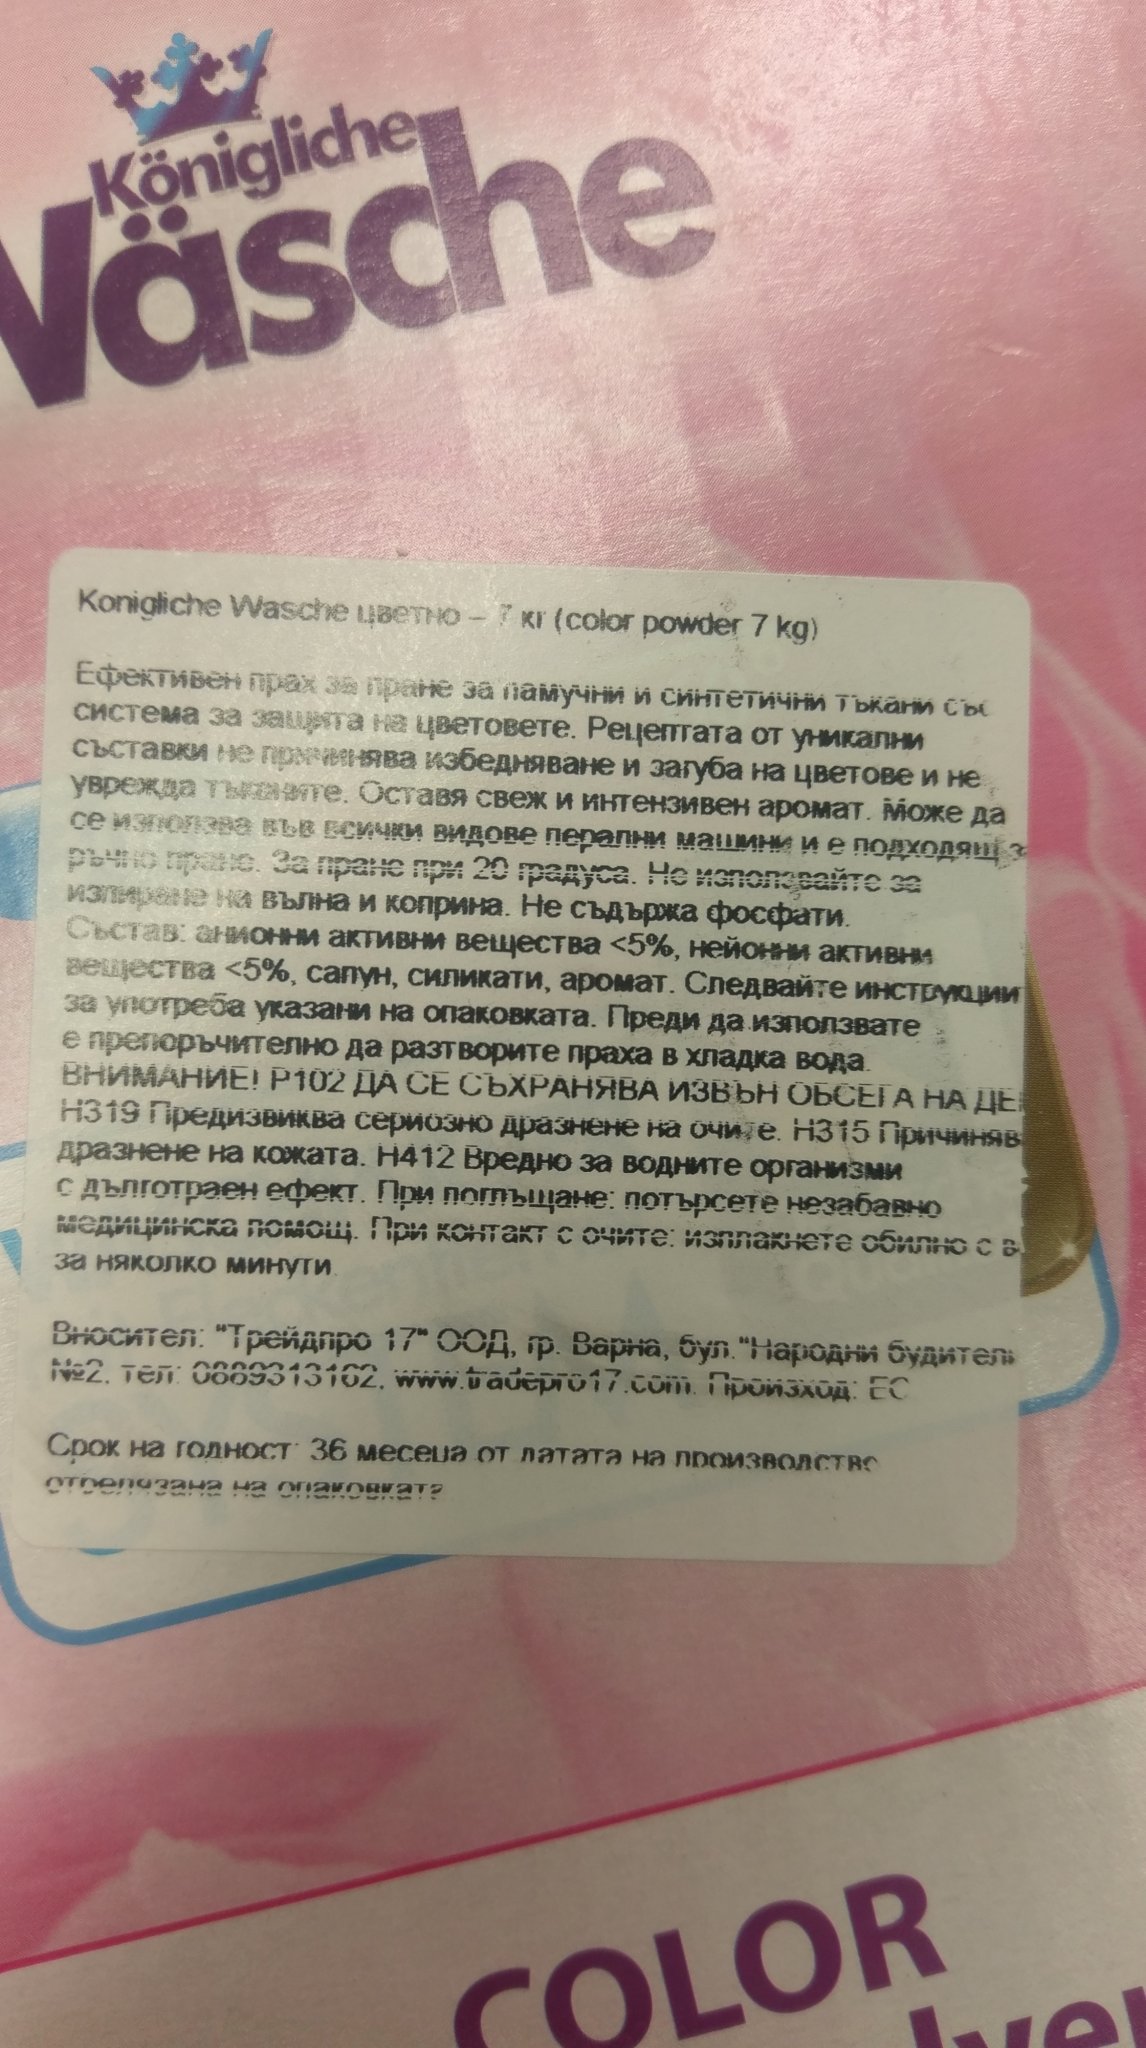 Königliche
Wäsche
Konigliche Wasche цветно – 7 кг (color powder 7 kg)
Ефективен прах за пране за памучни и синтетични тъкани със
система за защита на цветовете. Рецептата от уникални
съставки не причинява избедняване и загуба на цветове и не
уврежда тъканите. Оставя свеж и интензивен аромат. Може да
се използва във всички видове перални машини и е подходящ з
ръчно пране. За пране при 20 градуса. Не използвайте за
изпиране на вълна и коприна. Не съдържа фосфати.
Състав: анионни активни вещества <5%, нейонни активни
вещества <5%, сапун, силикати, аромат. Следвайте инструкции
за употреба указани на опаковката. Преди да използвате
е препоръчително да разтворите праха в хладка вода.
ВНИМАНИЕ! P102 ДА СЕ СЪХРАНЯВА ИЗВЪН ОБСЕГА НА ДЕ
H319 Предизвиква сериозно дразнене на очите. H315 Причиняв
дразнене на кожата. H412 Вредно за водните организми
с дълготраен ефект. При поглъщане: потърсете незабавно
медицинска помощ. При контакт с очите: изплакнете обилно с в
за няколко минути.
Вносител: "Трейдпро 17" ООД, гр. Варна, бул."Народни будители
№2, тел: 0889313162, www.tradepro17.com. Произход: ЕС
Срок на годност: 36 месеца от датата на производство
отбелязана на опаковката
COLOR